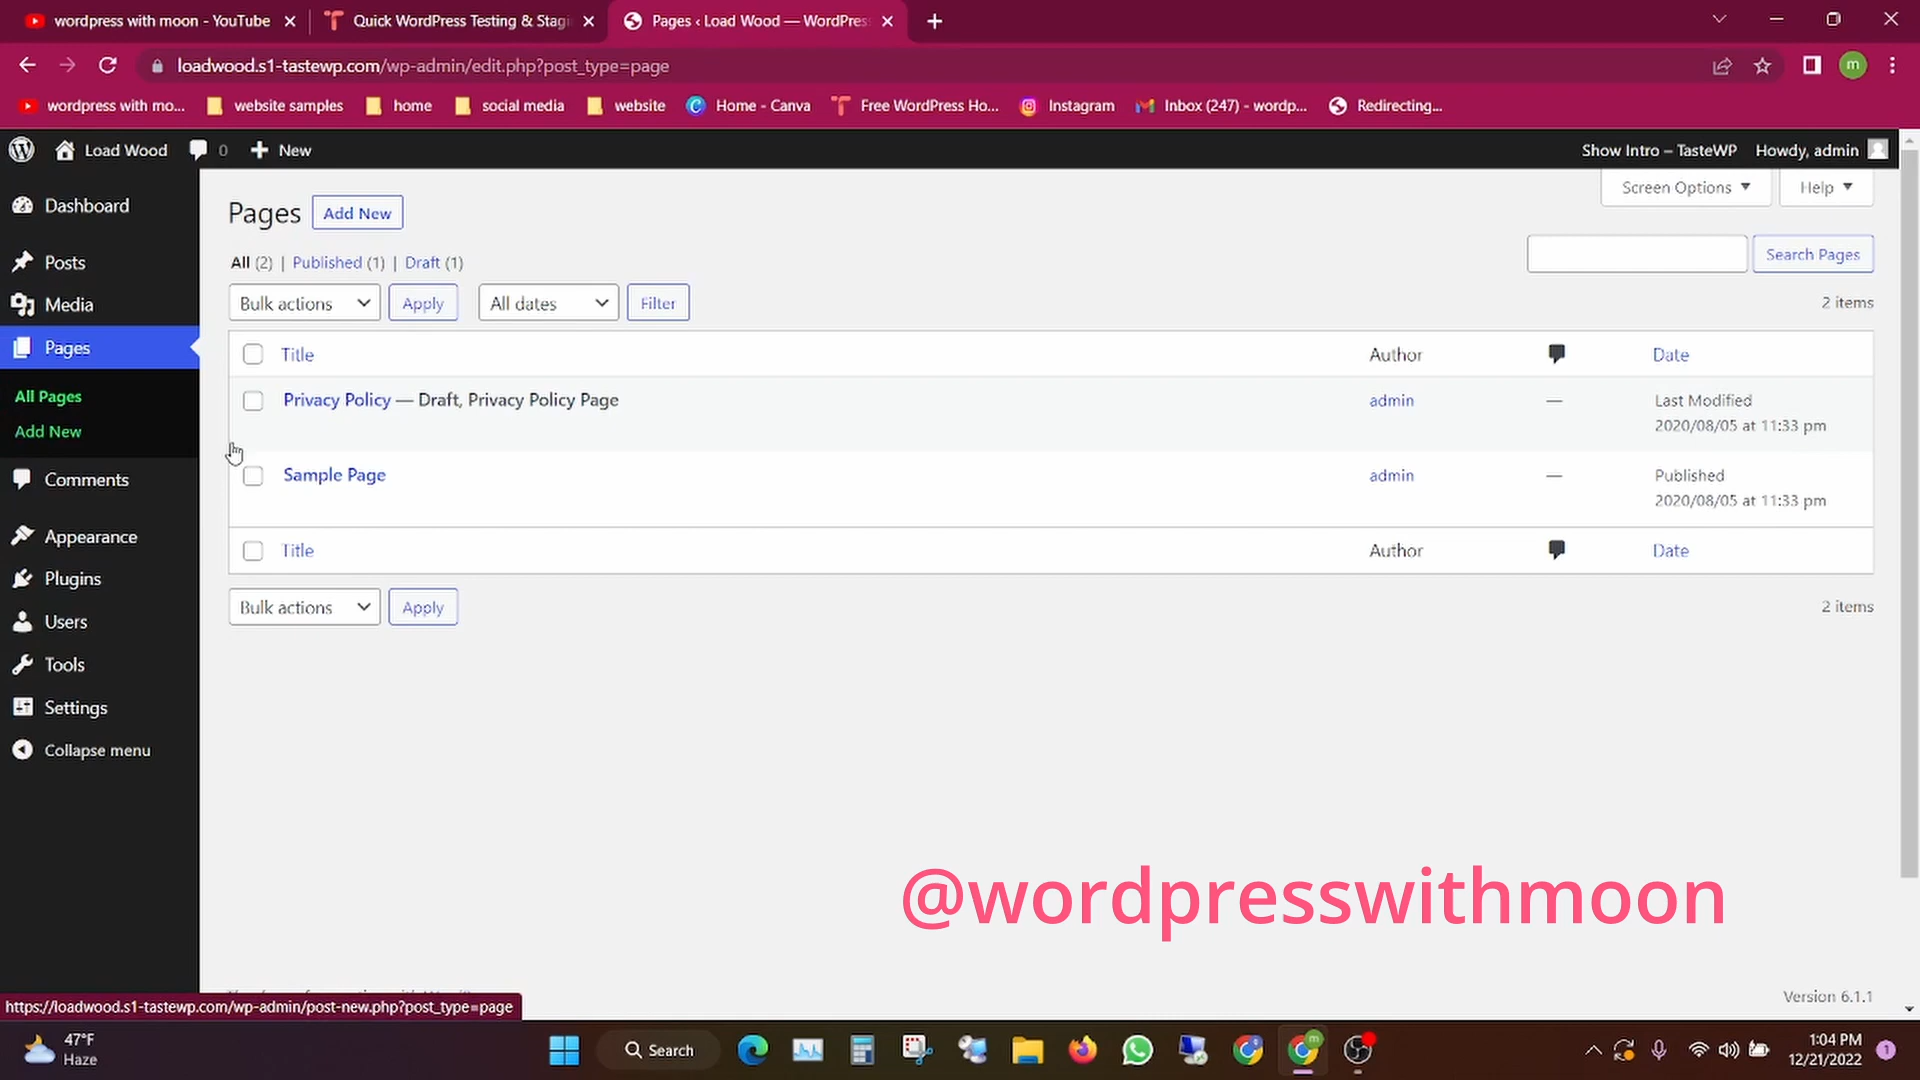 wordpress with moon - YouTube
Quick WordPress Testing & Stagi
Pages ‹ Load Wood — WordPress
loadwood.s1-tastewp.com/wp-admin/edit.php?post_type=page
m
wordpress with mo...
website samples
home
social media
website
Home - Canva
Free WordPress Ho...
Instagram
Inbox (247) - wordp...
Redirecting...
Load Wood
0
New
Show Intro – TasteWP
Howdy, admin
Dashboard
Posts
Media
Pages
All Pages
Add New
Comments
Appearance
Plugins
Users
Tools
Settings
Collapse menu
Screen Options
Help
Pages
Add New
All (2) | Published (1) | Draft (1)
Search Pages
Bulk actions
Apply
All dates
Filter
2 items
Title
Author
Date
Privacy Policy — Draft, Privacy Policy Page
admin
—
Last Modified
2020/08/05 at 11:33 pm
Sample Page
admin
—
Published
2020/08/05 at 11:33 pm
Title
Author
Date
Bulk actions
Apply
2 items
@wordpresswithmoon
Version 6.1.1
https://loadwood.s1-tastewp.com/wp-admin/post-new.php?post_type=page
47°F
Haze
Search
m
1:04 PM
12/21/2022
1